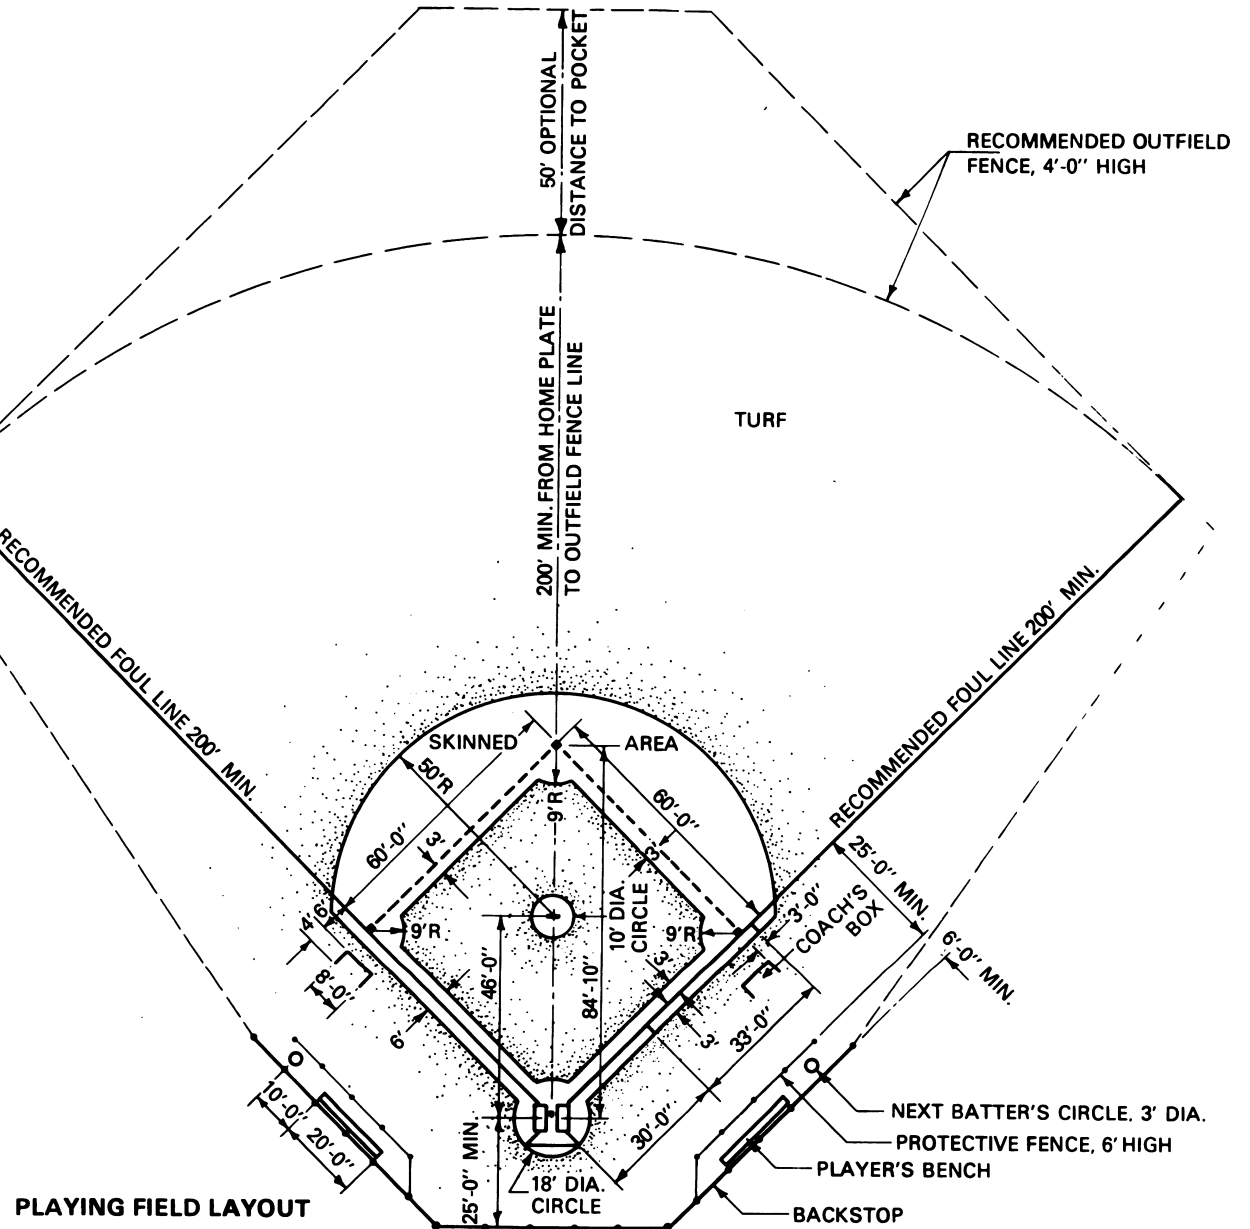 50' OPTIONAL
DISTANCE TO POCKET
RECOMMENDED OUTFIELD
FENCE, 4'-0" HIGH
200' MIN. FROM HOME PLATE
TO OUTFIELD FENCE LINE
TURF
RECOMMENDED FOUL LINE 200' MIN.
RECOMMENDED FOUL LINE 200' MIN.
SKINNED
AREA
50'R
9'R
60'-0"
60'-0"
3'
3'
10' DIA.
CIRCLE
4'
6'
9'R
9'R
3'-0"
COACH'S
BOX
25'-0" MIN.
6'-0" MIN.
8'-0"
46'-0"
84'-10"
3'
6'
3'
33'-0"
30'-0"
10'-0"
20'-0"
25'-0" MIN.
18' DIA.
CIRCLE
NEXT BATTER'S CIRCLE, 3' DIA.
PROTECTIVE FENCE, 6' HIGH
PLAYER'S BENCH
BACKSTOP
PLAYING FIELD LAYOUT